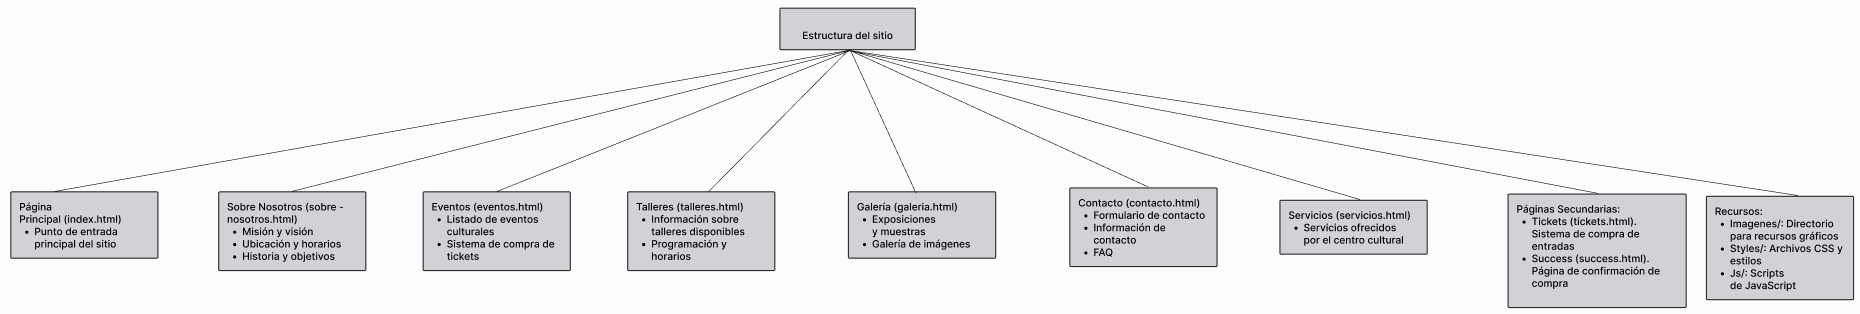 Estructura del sitio
Página
Principal (index.html)
• Punto de entrada
principal del sitio
Sobre Nosotros (sobre -
nosotros.html)
• Misión y visión
• Ubicación y horarios
• Historia y objetivos
Eventos (eventos.html)
• Listado de eventos
culturales
• Sistema de compra de
tickets
Talleres (talleres.html)
• Información sobre
talleres disponibles
• Programación y
horarios
Galería (galeria.html)
• Exposiciones
y muestras
• Galería de imágenes
Contacto (contacto.html)
• Formulario de contacto
• Información de
contacto
• FAQ
Servicios (servicios.html)
• Servicios ofrecidos
por el centro cultural
Páginas Secundarias:
• Tickets (tickets.html).
Sistema de compra de
entradas
• Success (success.html).
Página de confirmación de
compra
Recursos:
• Imagenes/: Directorio
para recursos gráficos
• Styles/: Archivos CSS y
estilos
• Js/: Scripts
de JavaScript